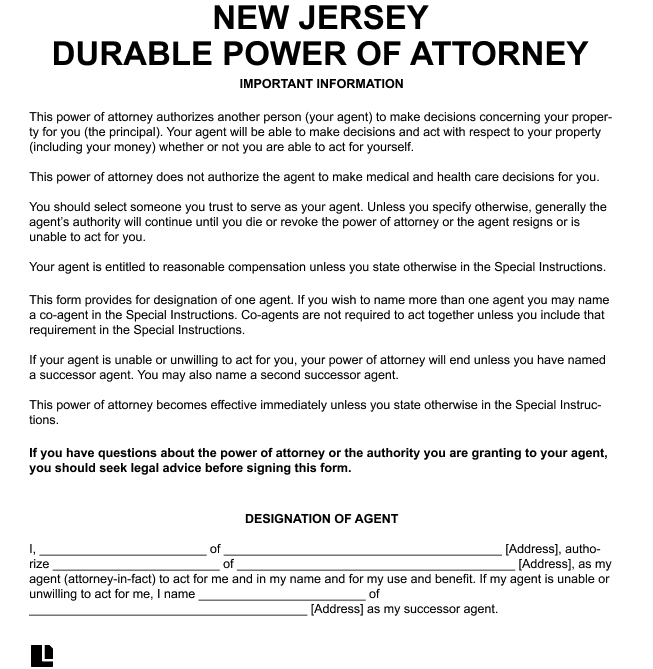 NEW JERSEY
DURABLE POWER OF ATTORNEY
IMPORTANT INFORMATION
This power of attorney authorizes another person (your agent) to make decisions concerning your proper-
ty for you (the principal). Your agent will be able to make decisions and act with respect to your property
(including your money) whether or not you are able to act for yourself.
This power of attorney does not authorize the agent to make medical and health care decisions for you.
You should select someone you trust to serve as your agent. Unless you specify otherwise, generally the
agent’s authority will continue until you die or revoke the power of attorney or the agent resigns or is
unable to act for you.
Your agent is entitled to reasonable compensation unless you state otherwise in the Special Instructions.
This form provides for designation of one agent. If you wish to name more than one agent you may name
a co-agent in the Special Instructions. Co-agents are not required to act together unless you include that
requirement in the Special Instructions.
If your agent is unable or unwilling to act for you, your power of attorney will end unless you have named
a successor agent. You may also name a second successor agent.
This power of attorney becomes effective immediately unless you state otherwise in the Special Instruc-
tions.
If you have questions about the power of attorney or the authority you are granting to your agent,
you should seek legal advice before signing this form.
DESIGNATION OF AGENT
I, _________________________ of __________________________________________ [Address], autho-
rize _________________________ of __________________________________________ [Address], as my
agent (attorney-in-fact) to act for me and in my name and for my use and benefit. If my agent is unable or
unwilling to act for me, I name _________________________ of
__________________________________________ [Address] as my successor agent.